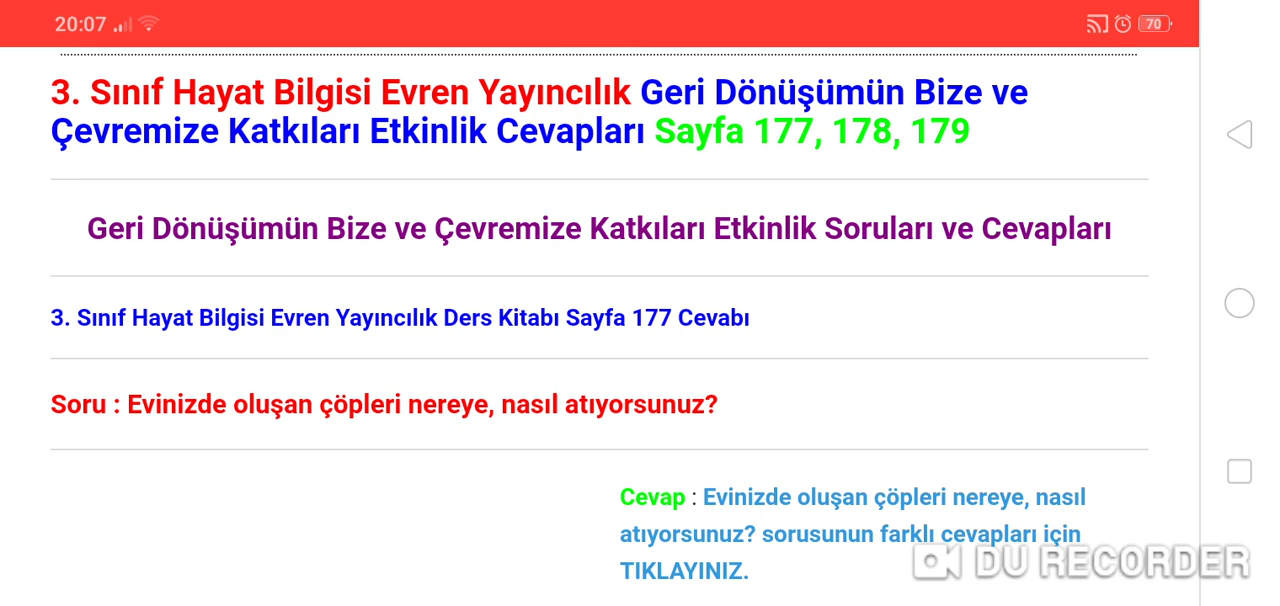 20:07
70
3. Sınıf Hayat Bilgisi Evren Yayıncılık Geri Dönüşümün Bize ve
Çevremize Katkıları Etkinlik Cevapları Sayfa 177, 178, 179
Geri Dönüşümün Bize ve Çevremize Katkıları Etkinlik Soruları ve Cevapları
3. Sınıf Hayat Bilgisi Evren Yayıncılık Ders Kitabı Sayfa 177 Cevabı
Soru : Evinizde oluşan çöpleri nereye, nasıl atıyorsunuz?
Cevap : Evinizde oluşan çöpleri nereye, nasıl
atıyorsunuz? sorusunun farklı cevapları için
TIKLAYINIZ.
DU RECORDER